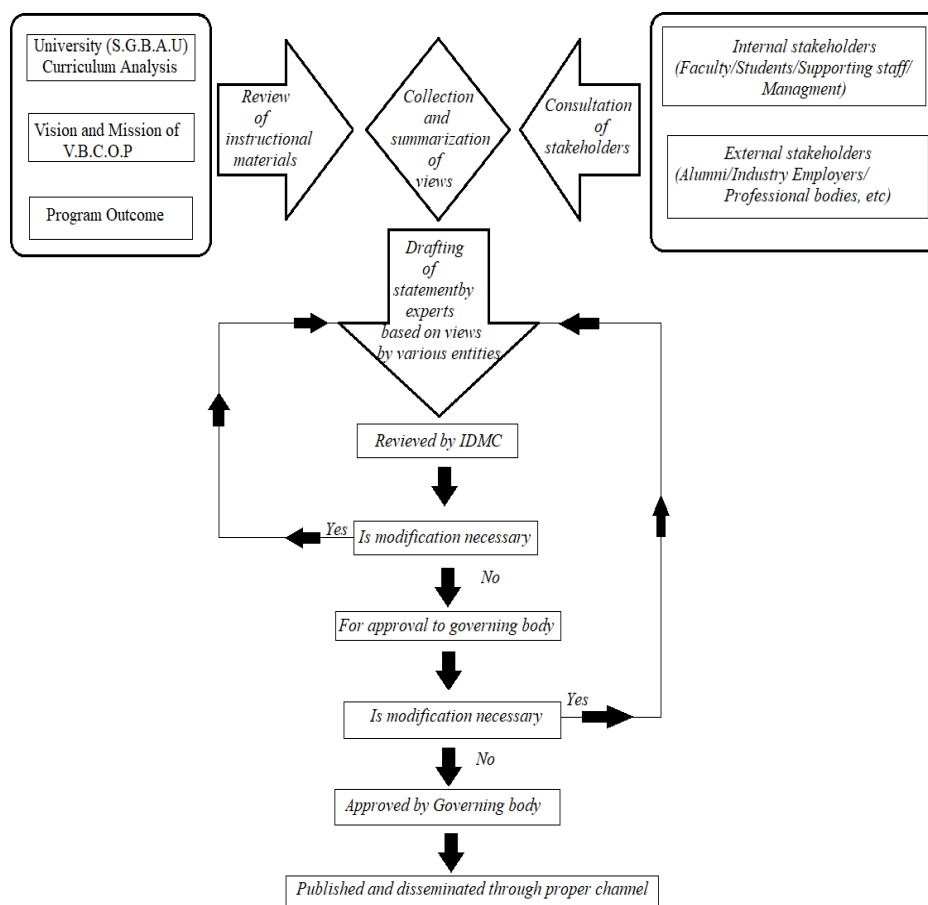 University (S.G.B.A.U)
Curriculum Analysis
Vision and Mission of
V.B.C.O.P
Program Outcome
Review
of
instructional
materials
Collection
and
summarization
of
views
Consultation
of
stakeholders
Internal stakeholders
(Faculty/Students/Supporting staff/
Managment)
External stakeholders
(Alumni/Industry Employers/
Professional bodies, etc)
Drafting
of
statementby
experts
based on views
by various entities
Reviewed by IDMC
Yes
Is modification necessary
No
For approval to governing body
Yes
Is modification necessary
No
Approved by Governing body
Published and disseminated through proper channel